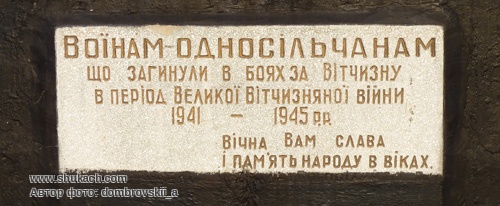 Воїнам-односільчанам
що загинули в боях за Вітчизну
в період Великої Вітчизняної війни
1941 – 1945 р.р.
Вічна Вам слава
і пам'ять народу в віках.
www.shukach.com
Автор фото: dombrovskii_a